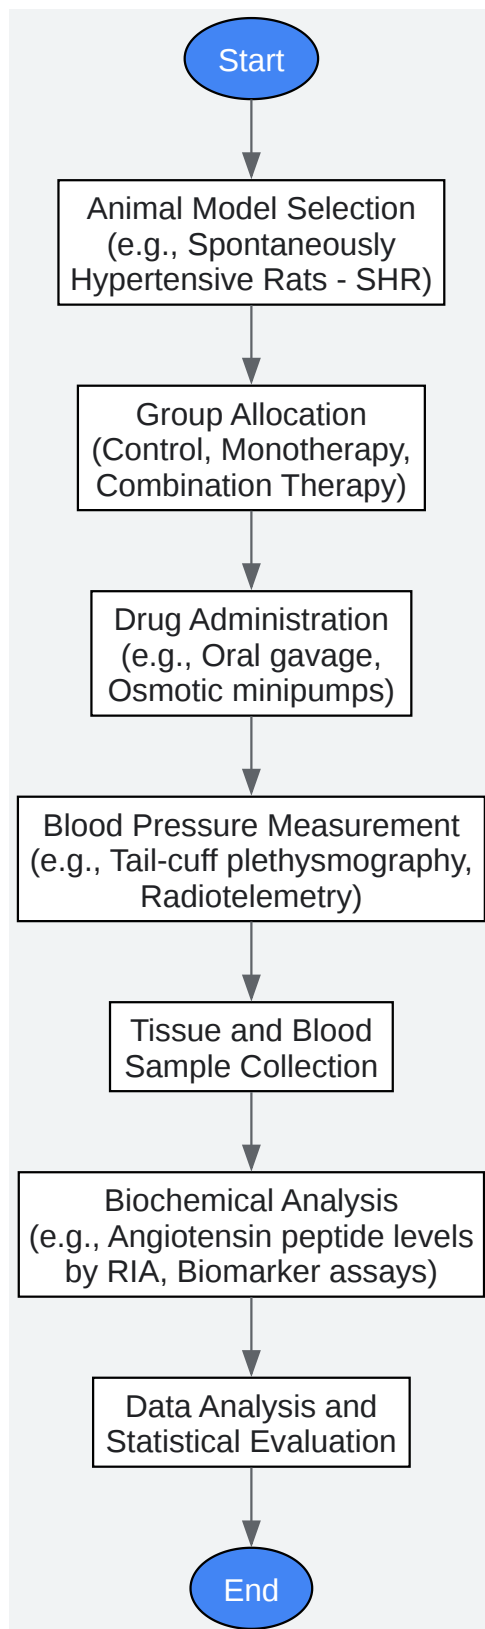 Start
Animal Model Selection
(e.g., Spontaneously
Hypertensive Rats - SHR)
Group Allocation
(Control, Monotherapy,
Combination Therapy)
Drug Administration
(e.g., Oral gavage,
Osmotic minipumps)
Blood Pressure Measurement
(e.g., Tail-cuff plethysmography,
Radiotelemetry)
Tissue and Blood
Sample Collection
Biochemical Analysis
(e.g., Angiotensin peptide levels
by RIA, Biomarker assays)
Data Analysis and
Statistical Evaluation
End